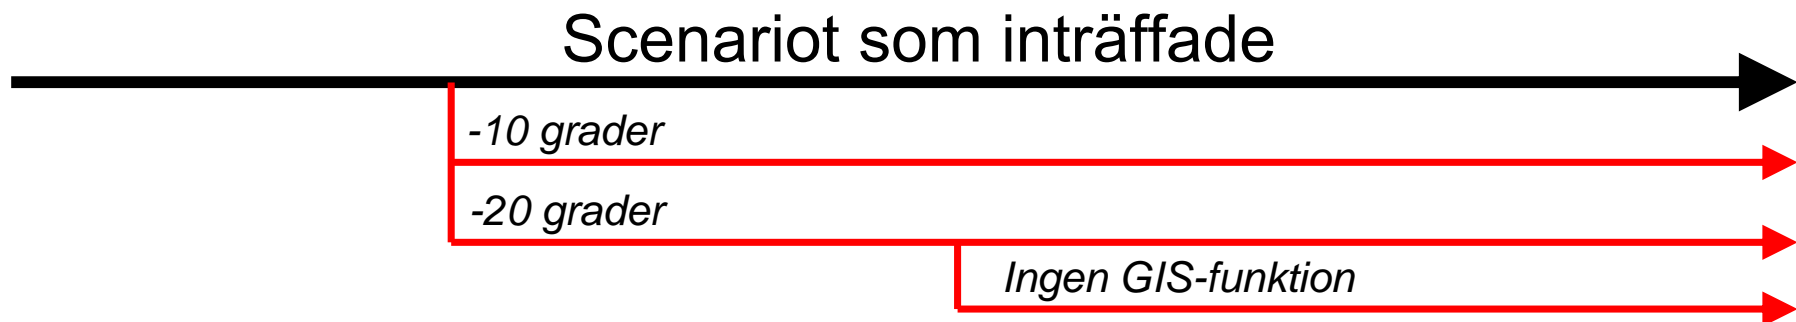 Scenariot som inträffade
-10 grader
-20 grader
Ingen GIS-funktion